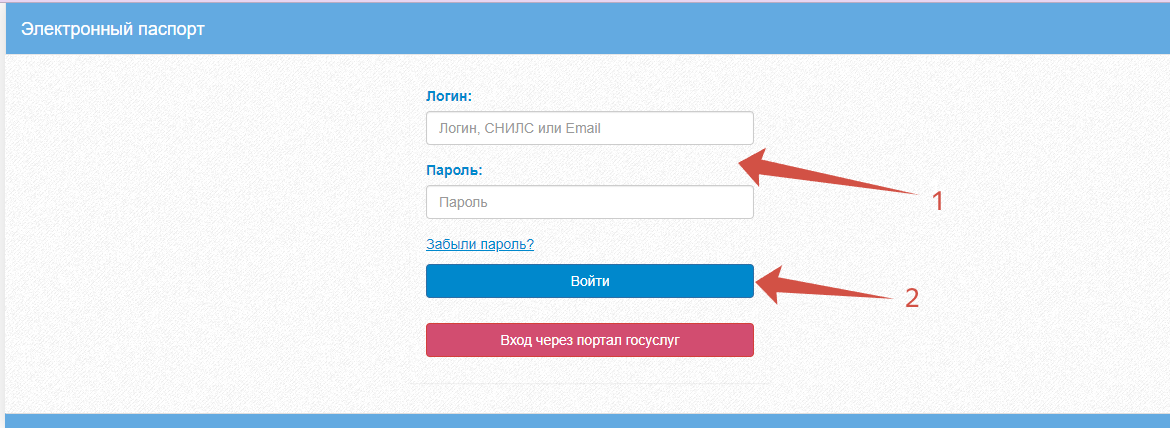 Электронный паспорт
Логин:
Логин, СНИЛС или Email
Пароль:
1
Пароль
Забыли пароль?
Войти
2
Вход через портал госуслуг